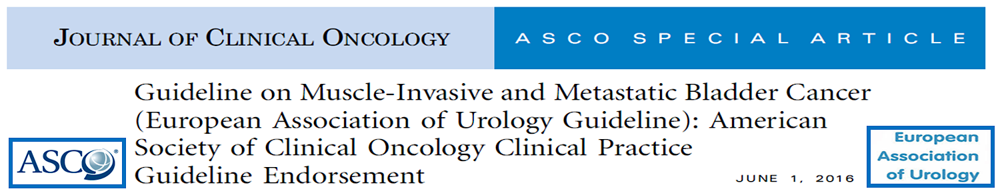 JOURNAL OF CLINICAL ONCOLOGY
ASCO SPECIAL ARTICLE
Guideline on Muscle-Invasive and Metastatic Bladder Cancer
(European Association of Urology Guideline): American
Society of Clinical Oncology Clinical Practice
Guideline Endorsement
ASCO®
JUNE 1, 2016
European
Association
of Urology